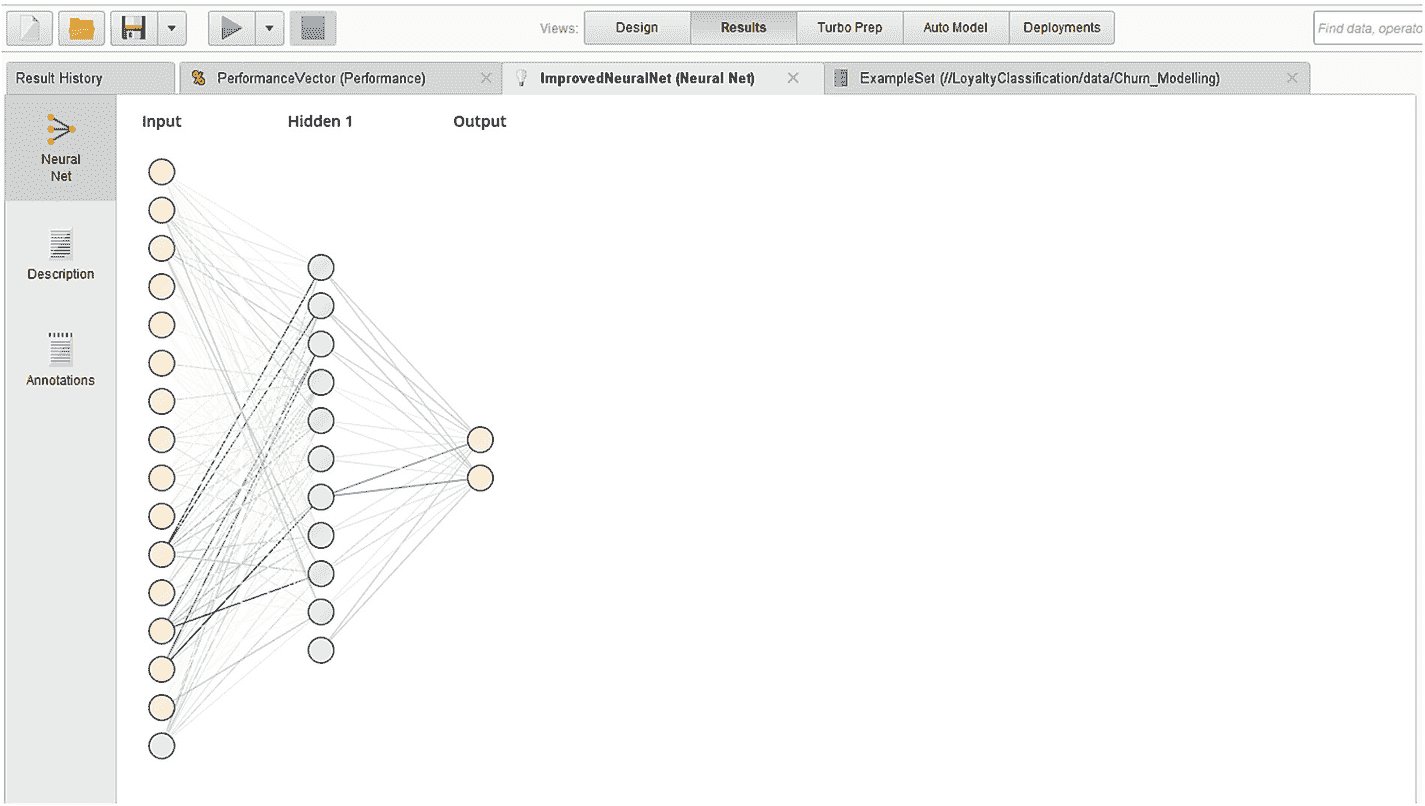 Views: Design Results Turbo Prep Auto Model Deployments Find data, operato
Result History PerformanceVector (Performance) ImprovedNeuralNet (Neural Net) ExampleSet (//LoyaltyClassification/data/Churn_Modelling)
Input Hidden 1 Output
Neural
Net
Description
Annotations